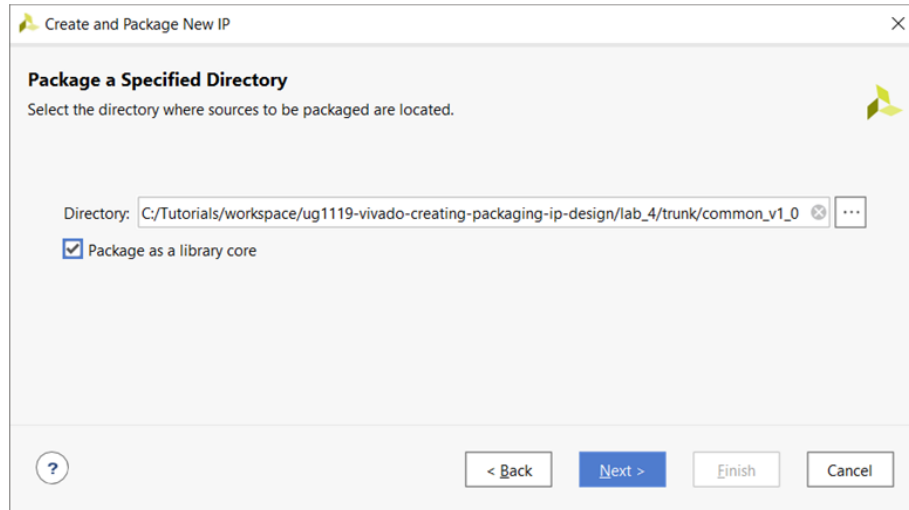 Create and Package New IP
Package a Specified Directory
Select the directory where sources to be packaged are located.
Directory: C:/Tutorials/workspace/ug1119-vivado-creating-packaging-ip-design/lab_4/trunk/common_v1_0 ...
Package as a library core
? < Back Next > Finish Cancel